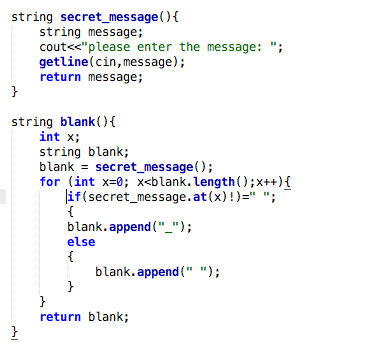 string secret_message(){
string message;
cout<<"please enter the message: ";
getline(cin,message);
return message;
}
string blank(){
int x;
string blank;
blank = secret_message();
for (int x=0; x<blank.length();x++){
if(secret_message.at(x)!)=" ";
{
blank.append("_");
else
{
blank.append(" ");
}
}
return blank;
}